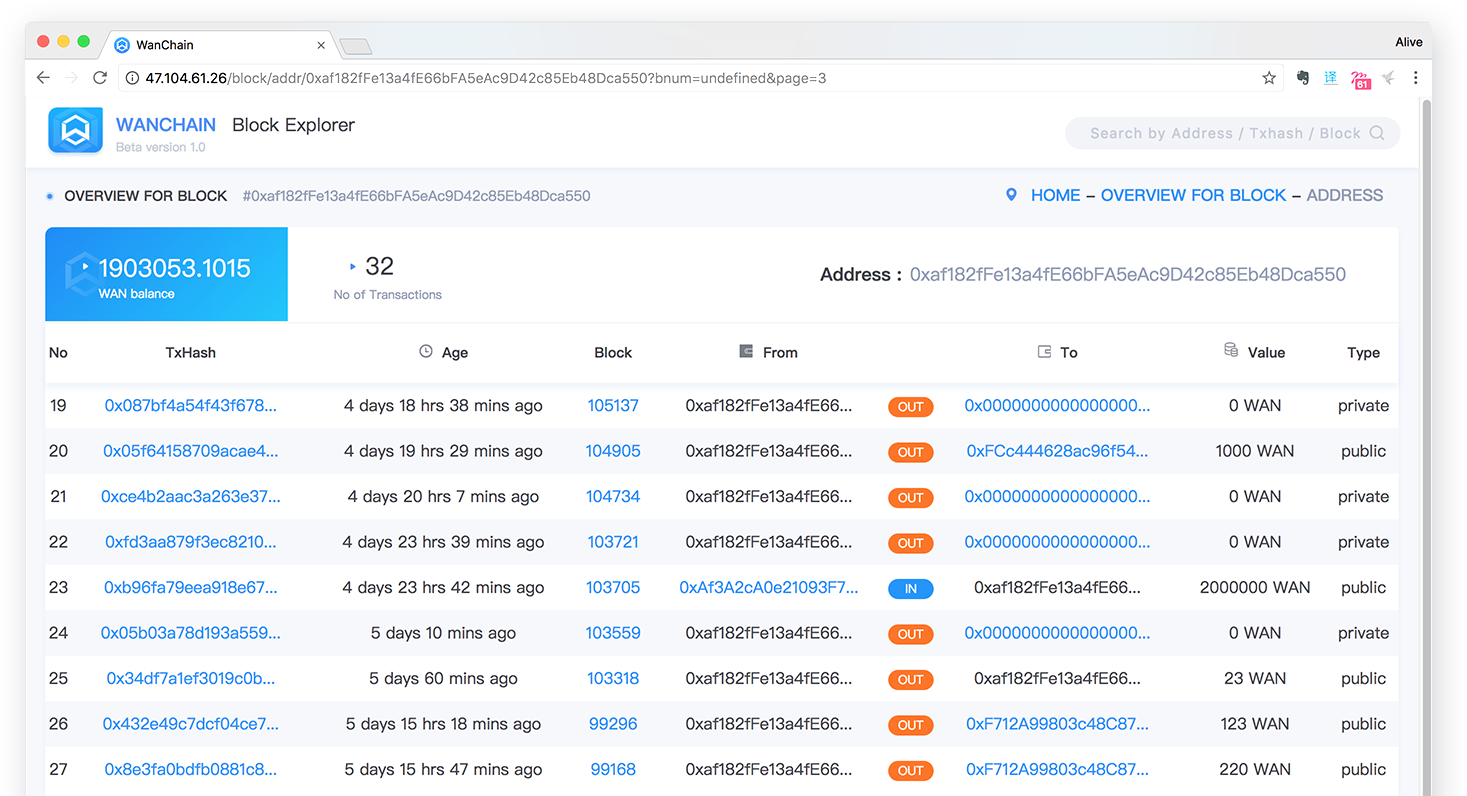 WanChain
Alive
47.104.61.26/block/addr/0xaf182fFe13a4fE66bFA5eAc9D42c85Eb48Dca550?bnum=undefined&page=3
译
61
WANCHAIN Block Explorer
Beta version 1.0
Search by Address / Txhash / Block
OVERVIEW FOR BLOCK #0xaf182fFe13a4fE66bFA5eAc9D42c85Eb48Dca550
HOME – OVERVIEW FOR BLOCK – ADDRESS
1903053.1015
WAN balance
32
No of Transactions
Address : 0xaf182fFe13a4fE66bFA5eAc9D42c85Eb48Dca550
No TxHash Age Block From To Value Type
19 0x087bf4a54f43f678... 4 days 18 hrs 38 mins ago 105137 0xaf182fFe13a4fE66... OUT 0x0000000000000000... 0 WAN private
20 0x05f64158709acae4... 4 days 19 hrs 29 mins ago 104905 0xaf182fFe13a4fE66... OUT 0xFCc444628ac96f54... 1000 WAN public
21 0xce4b2aac3a263e37... 4 days 20 hrs 7 mins ago 104734 0xaf182fFe13a4fE66... OUT 0x0000000000000000... 0 WAN private
22 0xfd3aa879f3ec8210... 4 days 23 hrs 39 mins ago 103721 0xaf182fFe13a4fE66... OUT 0x0000000000000000... 0 WAN private
23 0xb96fa79eea918e67... 4 days 23 hrs 42 mins ago 103705 0xAf3A2cA0e21093F7... IN 0xaf182fFe13a4fE66... 2000000 WAN public
24 0x05b03a78d193a559... 5 days 10 mins ago 103559 0xaf182fFe13a4fE66... OUT 0x0000000000000000... 0 WAN private
25 0x34df7a1ef3019c0b... 5 days 60 mins ago 103318 0xaf182fFe13a4fE66... OUT 0xaf182fFe13a4fE66... 23 WAN public
26 0x432e49c7dcf04ce7... 5 days 15 hrs 18 mins ago 99296 0xaf182fFe13a4fE66... OUT 0xF712A99803c48C87... 123 WAN public
27 0x8e3fa0bdfb0881c8... 5 days 15 hrs 47 mins ago 99168 0xaf182fFe13a4fE66... OUT 0xF712A99803c48C87... 220 WAN public